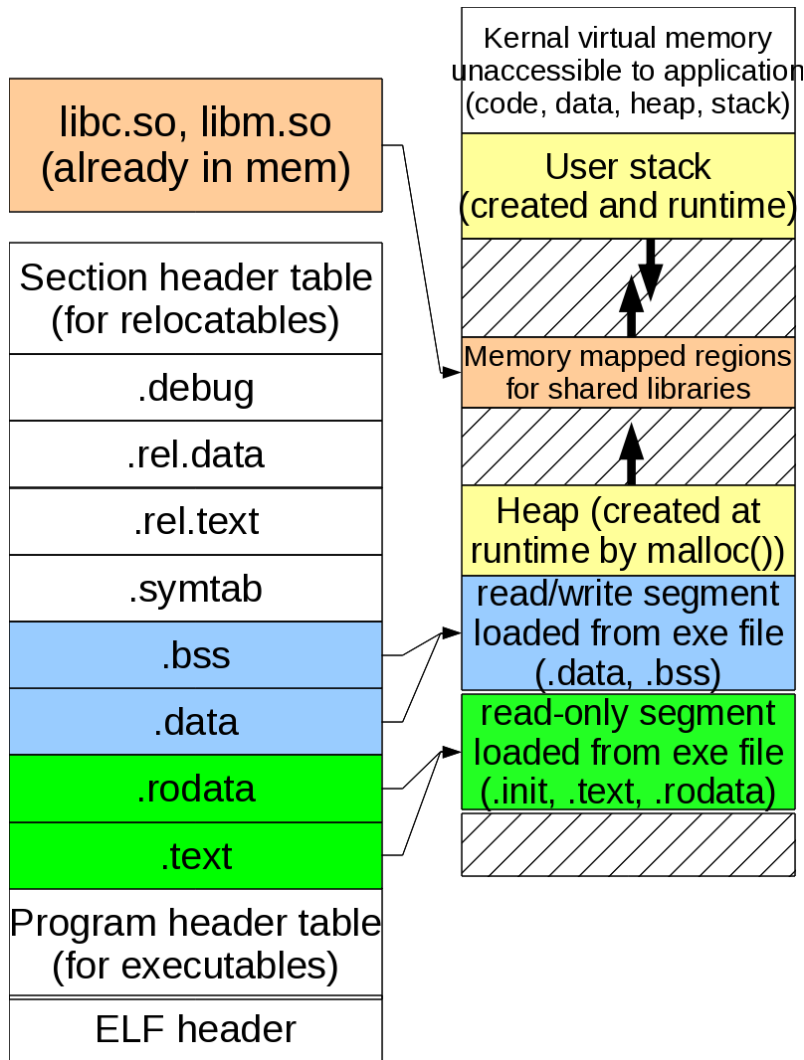 libc.so, libm.so
(already in mem)
Section header table
(for relocatables)
.debug
.rel.data
.rel.text
.symtab
.bss
.data
.rodata
.text
Program header table
(for executables)
ELF header
Kernal virtual memory
unaccessible to application
(code, data, heap, stack)
User stack
(created and runtime)
Memory mapped regions
for shared libraries
Heap (created at
runtime by malloc())
read/write segment
loaded from exe file
(.data, .bss)
read-only segment
loaded from exe file
(.init, .text, .rodata)